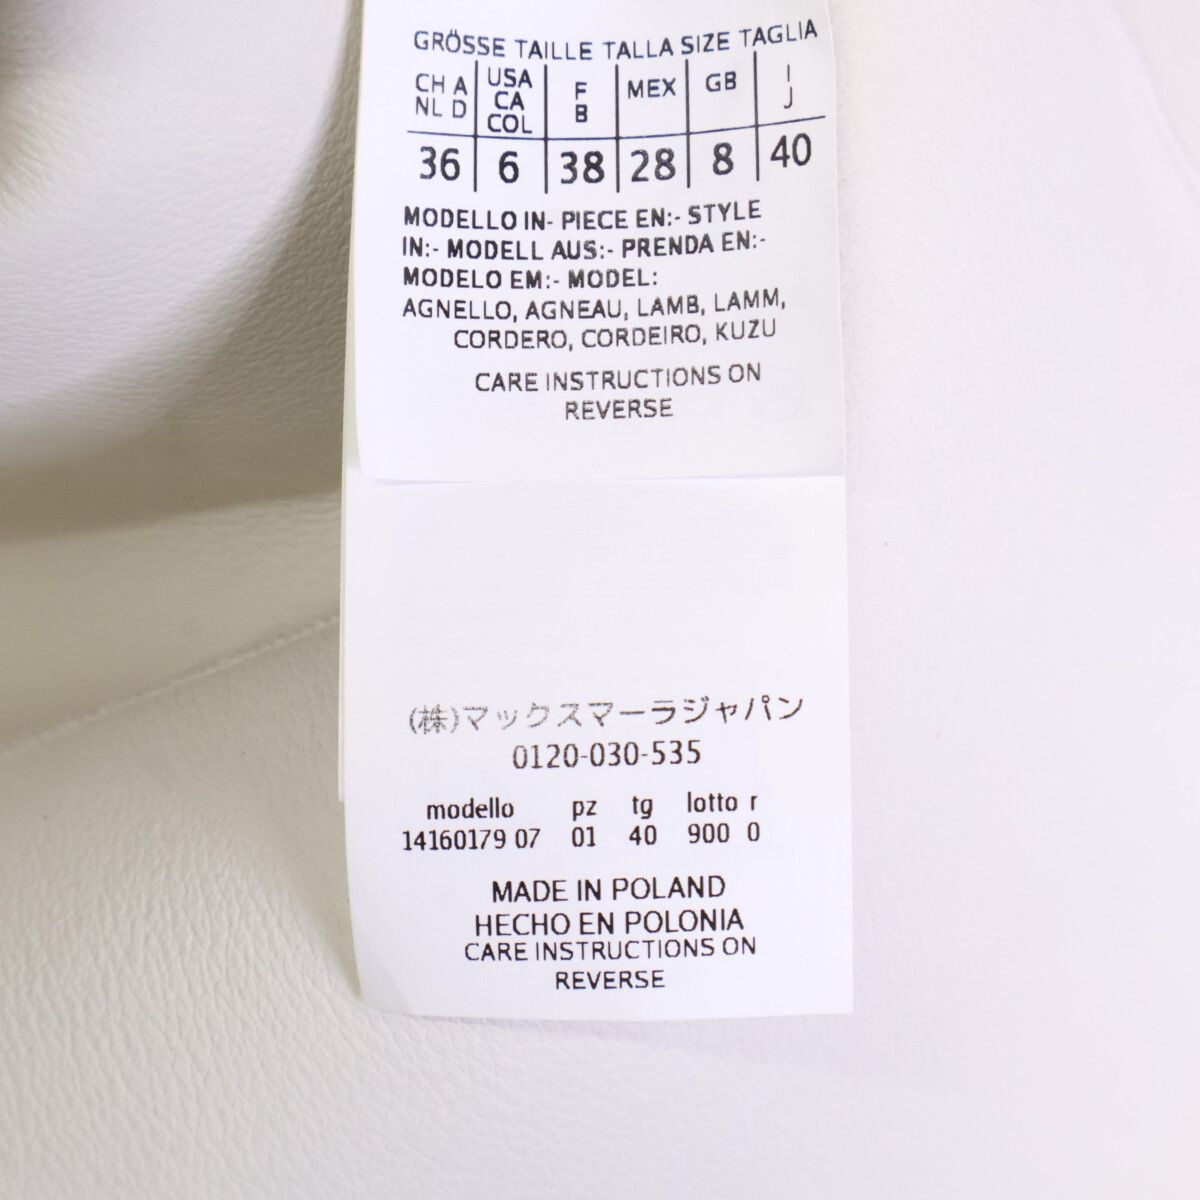 GRÖSSE TAILLE TALLA SIZE TAGLIA
CH A NL D | USA CA COL | F B | MEX | GB | I J
36 | 6 | 38 | 28 | 8 | 40
MODELLO IN- PIECE EN:- STYLE
IN:- MODELL AUS:- PRENDA EN:-
MODELO EM:- MODEL:
AGNELLO, AGNEAU, LAMB, LAMM,
CORDERO, CORDEIRO, KUZU
CARE INSTRUCTIONS ON
REVERSE
(株)マックスマーラジャパン
0120-030-535
modello pz tg lotto r
14160179 07 01 40 900 0
MADE IN POLAND
HECHO EN POLONIA
CARE INSTRUCTIONS ON
REVERSE